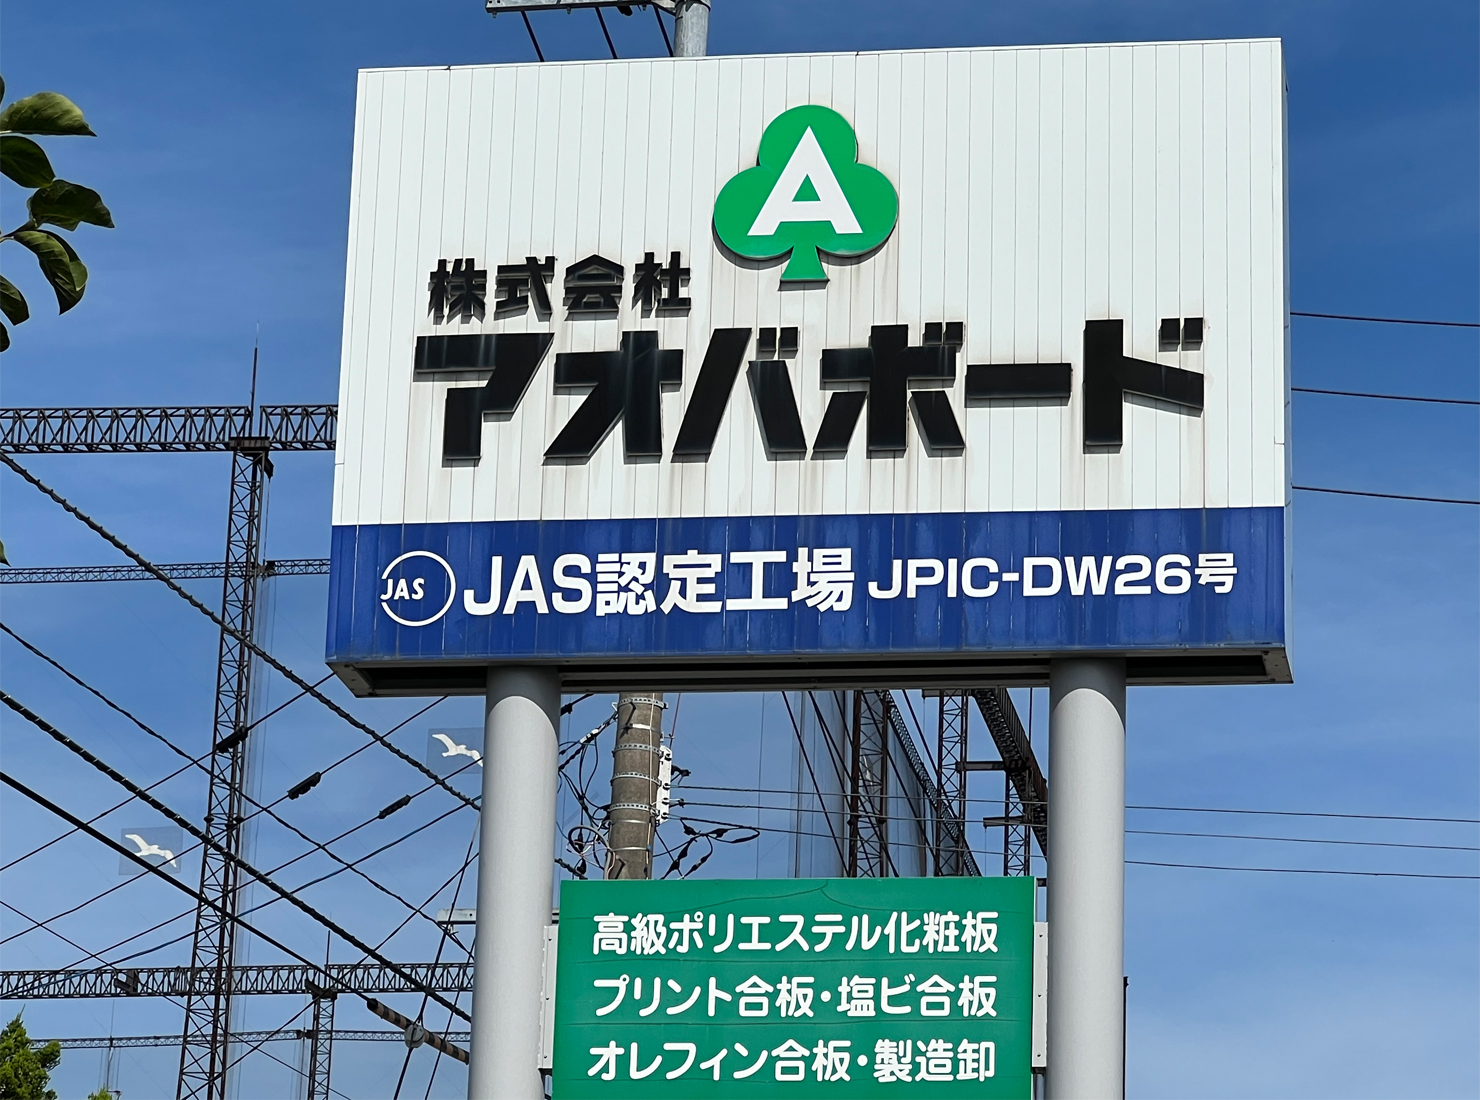 A
株式会社
アオバボード
JAS JAS認定工場 JPIC-DW26号
高級ポリエステル化粧板
プリント合板・塩ビ合板
オレフィン合板・製造卸